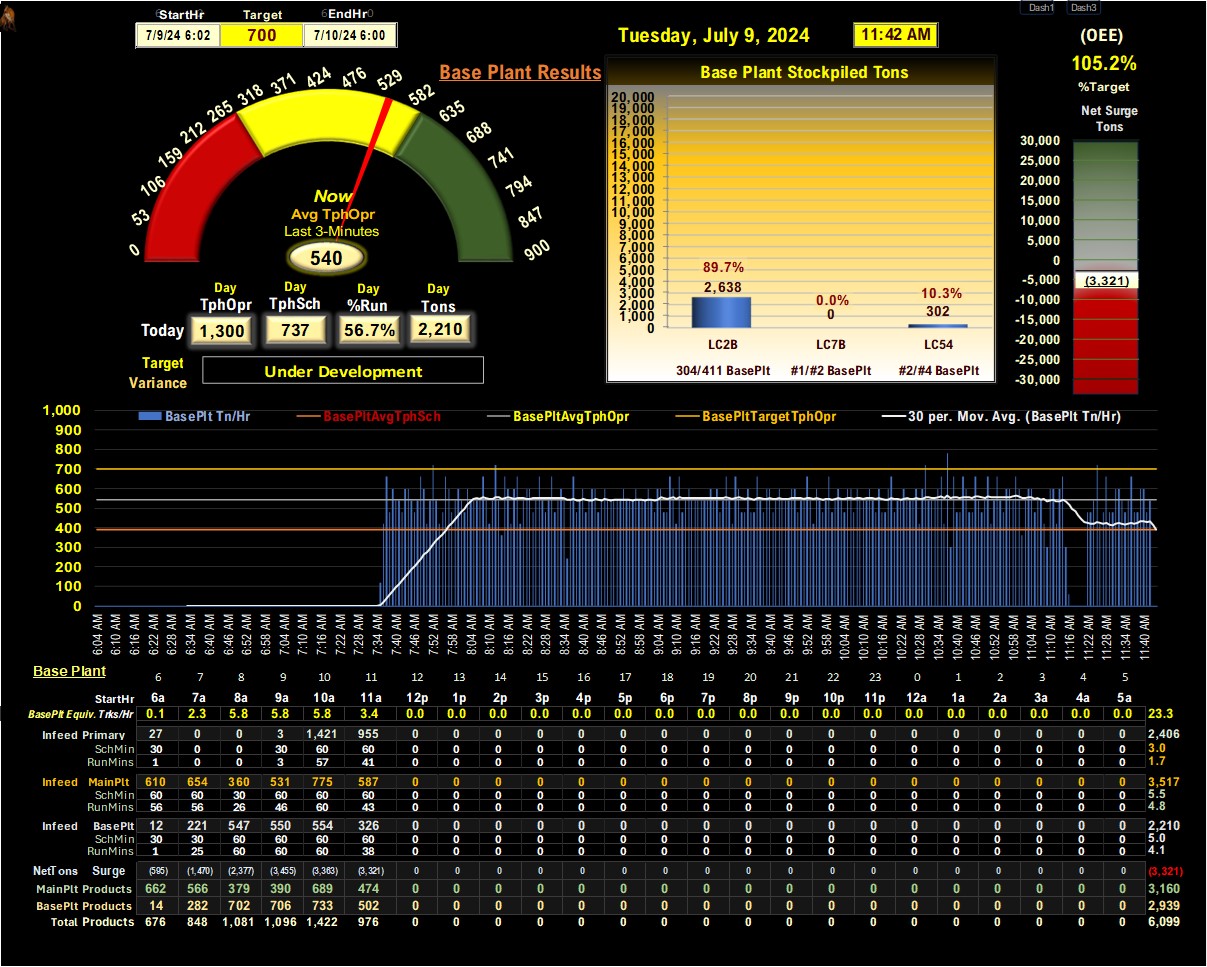 Dash1 Dash3
StartHr Target EndHr
7/9/24 6:02 700 7/10/24 6:00
Tuesday, July 9, 2024 11:42 AM
(OEE)
105.2%
%Target
Net Surge
Tons
30,000
25,000
20,000
15,000
10,000
5,000
0
-5,000
(3,321)
-10,000
-15,000
-20,000
-25,000
-30,000
Base Plant Results
0 53 106 159 212 265 318 371 424 476 529 582 635 688 741 794 847 900
Now
Avg TphOpr
Last 3-Minutes
540
Day Day Day Day
TphOpr TphSch %Run Tons
Today 1,300 737 56.7% 2,210
Target
Variance
Under Development
Base Plant Stockpiled Tons
20,000
19,000
18,000
17,000
16,000
15,000
14,000
13,000
12,000
11,000
10,000
9,000
8,000
7,000
6,000
5,000
4,000
3,000
2,000
1,000
0
89.7% 0.0% 10.3%
2,638 0 302
LC2B LC7B LC54
304/411 BasePlt #1/#2 BasePlt #2/#4 BasePlt
BasePlt Tn/Hr BasePltAvgTphSch BasePltAvgTphOpr BasePltTargetTphOpr 30 per. Mov. Avg. (BasePlt Tn/Hr)
1,000
900
800
700
600
500
400
300
200
100
0
6:04 AM 6:10 AM 6:16 AM 6:22 AM 6:28 AM 6:34 AM 6:40 AM 6:46 AM 6:52 AM 6:58 AM 7:04 AM 7:10 AM 7:16 AM 7:22 AM 7:28 AM 7:34 AM 7:40 AM 7:46 AM 7:52 AM 7:58 AM 8:04 AM 8:10 AM 8:16 AM 8:22 AM 8:28 AM 8:34 AM 8:40 AM 8:46 AM 8:52 AM 8:58 AM 9:04 AM 9:10 AM 9:16 AM 9:22 AM 9:28 AM 9:34 AM 9:40 AM 9:46 AM 9:52 AM 9:58 AM 10:04 AM 10:10 AM 10:16 AM 10:22 AM 10:28 AM 10:34 AM 10:40 AM 10:46 AM 10:52 AM 10:58 AM 11:04 AM 11:10 AM 11:16 AM 11:22 AM 11:28 AM 11:34 AM 11:40 AM
Base Plant 6 7 8 9 10 11 12 13 14 15 16 17 18 19 20 21 22 23 0 1 2 3 4 5
StartHr 6a 7a 8a 9a 10a 11a 12p 1p 2p 3p 4p 5p 6p 7p 8p 9p 10p 11p 12a 1a 2a 3a 4a 5a
BasePlt Equiv. Trks/Hr 0.1 2.3 5.8 5.8 5.8 3.4 0.0 0.0 0.0 0.0 0.0 0.0 0.0 0.0 0.0 0.0 0.0 0.0 0.0 0.0 0.0 0.0 0.0 0.0 23.3
Infeed Primary 27 0 0 3 1,421 955 0 0 0 0 0 0 0 0 0 0 0 0 0 0 0 0 0 0 2,406
SchMin 30 0 0 30 60 60 0 0 0 0 0 0 0 0 0 0 0 0 0 0 0 0 0 0 3.0
RunMins 1 0 0 3 57 41 0 0 0 0 0 0 0 0 0 0 0 0 0 0 0 0 0 0 1.7
Infeed MainPlt 610 654 360 531 775 587 0 0 0 0 0 0 0 0 0 0 0 0 0 0 0 0 0 0 3,517
SchMin 60 60 30 60 60 60 0 0 0 0 0 0 0 0 0 0 0 0 0 0 0 0 0 0 5.5
RunMins 56 56 26 46 60 43 0 0 0 0 0 0 0 0 0 0 0 0 0 0 0 0 0 0 4.8
Infeed BasePlt 12 221 547 550 554 326 0 0 0 0 0 0 0 0 0 0 0 0 0 0 0 0 0 0 2,210
SchMin 30 30 60 60 60 60 0 0 0 0 0 0 0 0 0 0 0 0 0 0 0 0 0 0 5.0
RunMins 1 25 60 60 60 38 0 0 0 0 0 0 0 0 0 0 0 0 0 0 0 0 0 0 4.1
NetTons Surge (595) (1,470) (2,377) (3,455) (3,363) (3,321) 0 0 0 0 0 0 0 0 0 0 0 0 0 0 0 0 0 0 (3,321)
MainPlt Products 662 566 379 390 689 474 0 0 0 0 0 0 0 0 0 0 0 0 0 0 0 0 0 0 3,160
BasePlt Products 14 282 702 706 733 502 0 0 0 0 0 0 0 0 0 0 0 0 0 0 0 0 0 0 2,939
Total Products 676 848 1,081 1,096 1,422 976 0 0 0 0 0 0 0 0 0 0 0 0 0 0 0 0 0 0 6,099